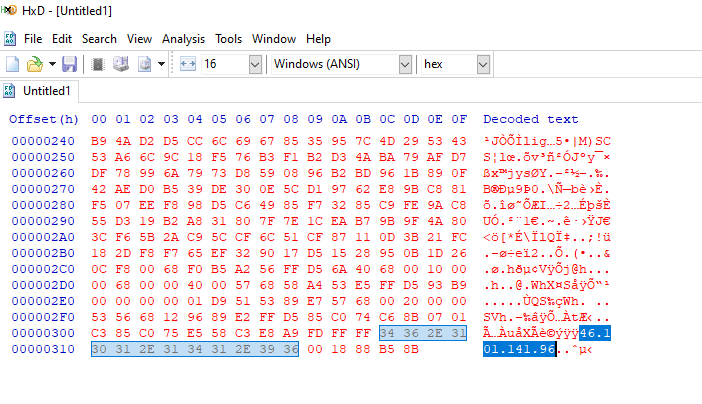 HxD - [Untitled1]
File Edit Search View Analysis Tools Window Help
16 Windows (ANSI) hex
Untitled1
Offset(h) 00 01 02 03 04 05 06 07 08 09 0A 0B 0C 0D 0E 0F Decoded text
00000240 B9 4A D2 D5 CC 6C 69 67 85 35 95 7C 4D 29 53 43 ¹JÒÕÌlig…5•|M)SC
00000250 53 A6 6C 9C 18 F5 76 B3 F1 B2 D3 4A BA 79 AF D7 S¦lœ.õv³ñ²ÓJºy¯×
00000260 DF 78 99 6A 79 73 D8 59 08 96 B2 BD 96 1B 89 0F ßx™jysØY.–²½–.‰.
00000270 42 AE D0 B5 39 DE 30 0E 5C D1 97 62 E8 9B C8 81 B®Ðµ9Þ0.\Ñ—bè›È.
00000280 F5 07 EE F8 98 D5 C6 49 85 F7 32 85 C9 FE 9A C8 õ.îø˜ÕÆI…÷2…ÉþšÈ
00000290 55 D3 19 B2 A8 31 80 7F 7E 1C EA B7 9B 9F 4A 80 UÓ.²¨1€.~.ê·›ŸJ€
000002A0 3C F6 5B 2A C9 5C CF 6C 51 CF 87 11 0D 3B 21 FC <ö[*É\ÏlQÏ‡..;!ü
000002B0 18 2D F8 F7 65 EF 32 90 17 D5 15 28 95 0B 1D 26 .-ø÷eï2..Õ.(•..&
000002C0 0C F8 00 68 F0 B5 A2 56 FF D5 6A 40 68 00 10 00 .ø.hðµ¢VÿÕj@h...
000002D0 00 68 00 00 40 00 57 68 58 A4 53 E5 FF D5 93 B9 .h..@.WhX¤SåÿÕ“¹
000002E0 00 00 00 00 01 D9 51 53 89 E7 57 68 00 20 00 00 .....ÙQS‰çWh. ..
000002F0 53 56 68 12 96 89 E2 FF D5 85 C0 74 C6 8B 07 01 SVh.–‰âÿÕ…ÀtÆ‹..
00000300 C3 85 C0 75 E5 58 C3 E8 A9 FD FF FF 34 36 2E 31 Ã…ÀuåXÃè©ýÿÿ46.1
00000310 30 31 2E 31 34 31 2E 39 36 00 18 88 B5 8B 01.141.96..ˆµ‹